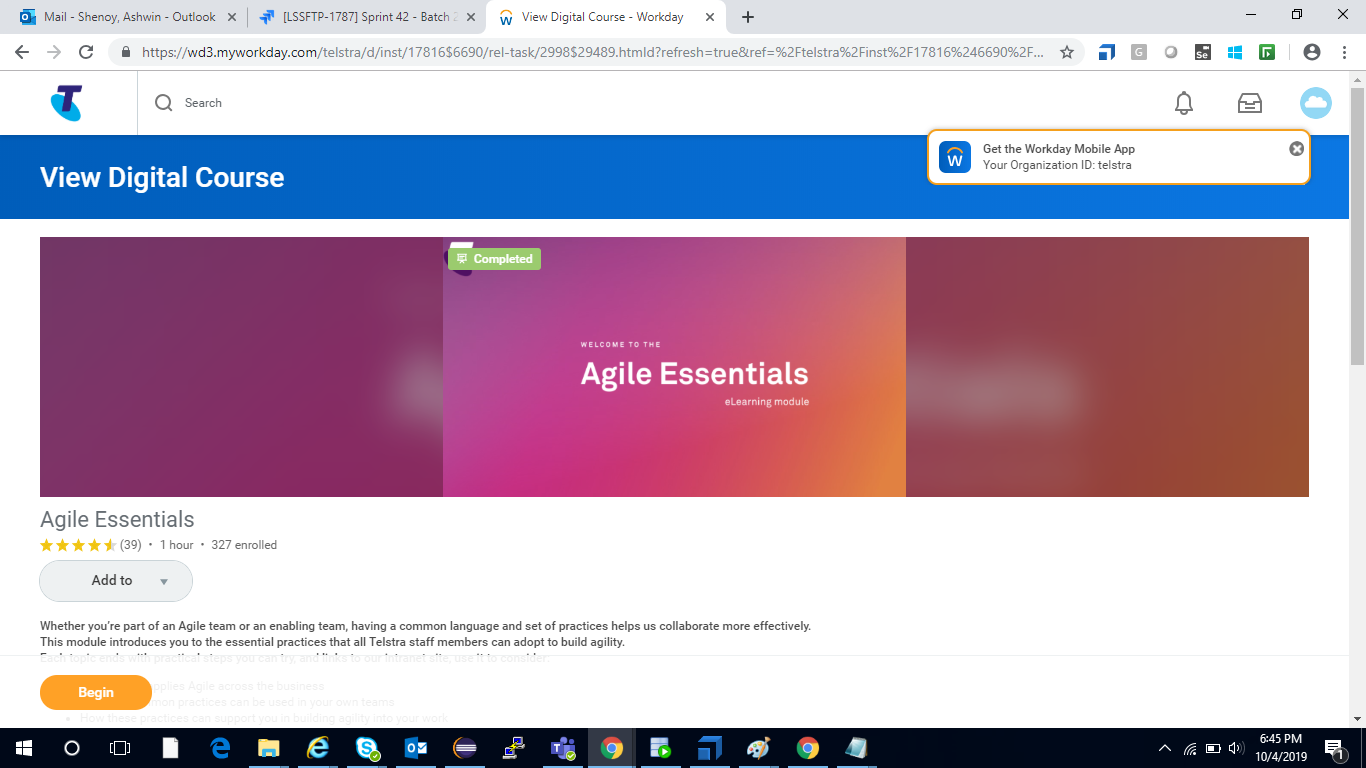 Mail - Shenoy, Ashwin - Outlook
[LSSFTP-1787] Sprint 42 - Batch
View Digital Course - Workday
https://wd3.myworkday.com/telstra/d/inst/17816$6690/rel-task/2998$29489.htmld?refresh=true&ref=%2Ftelstra%2Finst%2F17816%246690%2F...
G
Se
T
Search
W
Get the Workday Mobile App
Your Organization ID: telstra
View Digital Course
Completed
WELCOME TO THE
Agile Essentials
eLearning module
Agile Essentials
(39) • 1 hour • 327 enrolled
Add to
Whether you're part of an Agile team or an enabling team, having a common language and set of practices helps us collaborate more effectively.
This module introduces you to the essential practices that all Telstra staff members can adopt to build agility.
Each topic ends with practical steps you can try, and links to our intranet site, use it to consider:
Begin
applies Agile across the business
practices can be used in your own teams
• How these practices can support you in building agility into your work
6:45 PM
10/4/2019
1